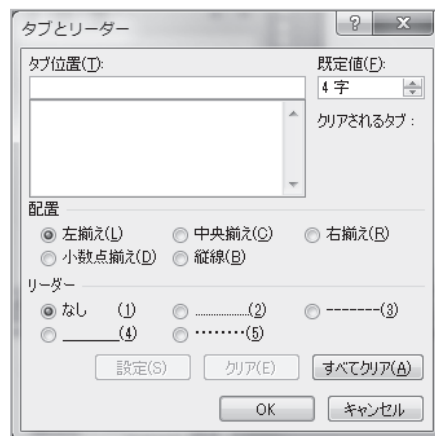 タブとリーダー
タブ位置(T): 既定値(F):
4 字
クリアされるタブ :
配置
左揃え(L) 中央揃え(C) 右揃え(R)
小数点揃え(D) 縦線(B)
リーダー
なし (1) ..................(2) -------(3)
______(4) ········(5)
設定(S) クリア(E) すべてクリア(A)
OK キャンセル